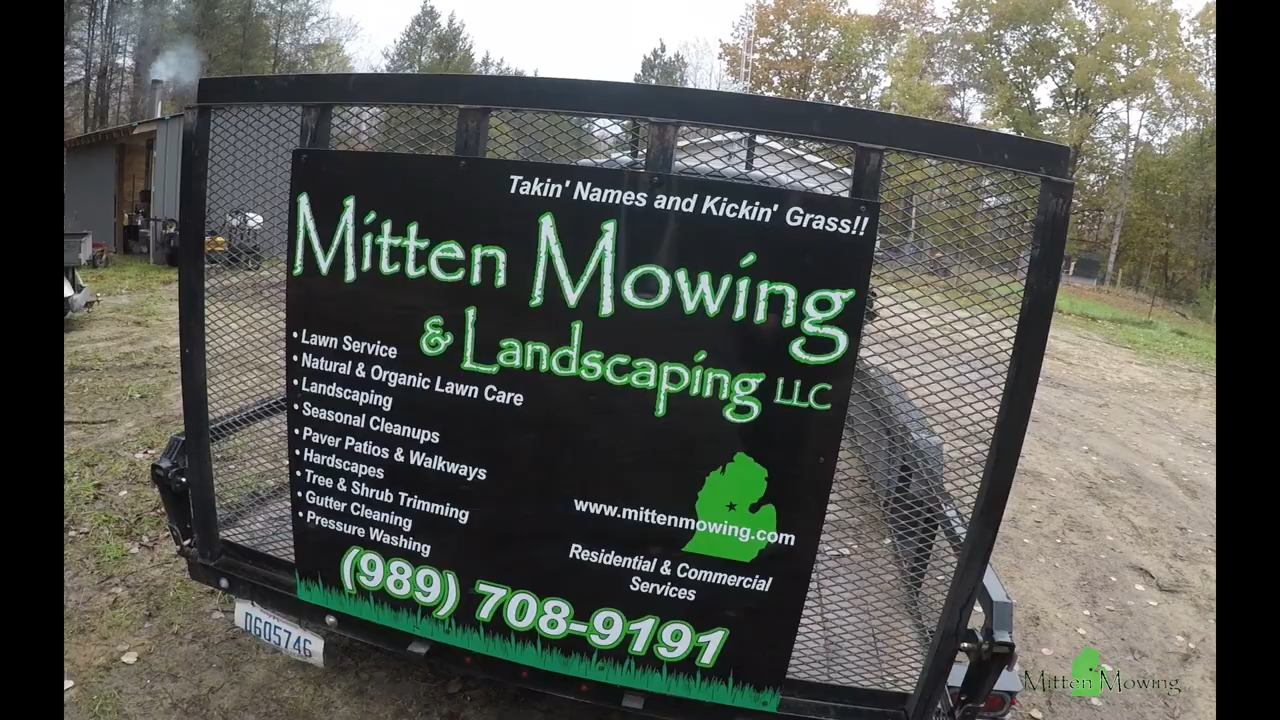 Takin' Names and Kickin' Grass!!
Mitten Mowing
& Landscaping LLC
• Lawn Service
• Natural & Organic Lawn Care
• Landscaping
• Seasonal Cleanups
• Paver Patios & Walkways
• Hardscapes
• Tree & Shrub Trimming
• Gutter Cleaning
• Pressure Washing
www.mittenmowing.com
Residential & Commercial
Services
(989) 708-9191
D605746
Mitten Mowing